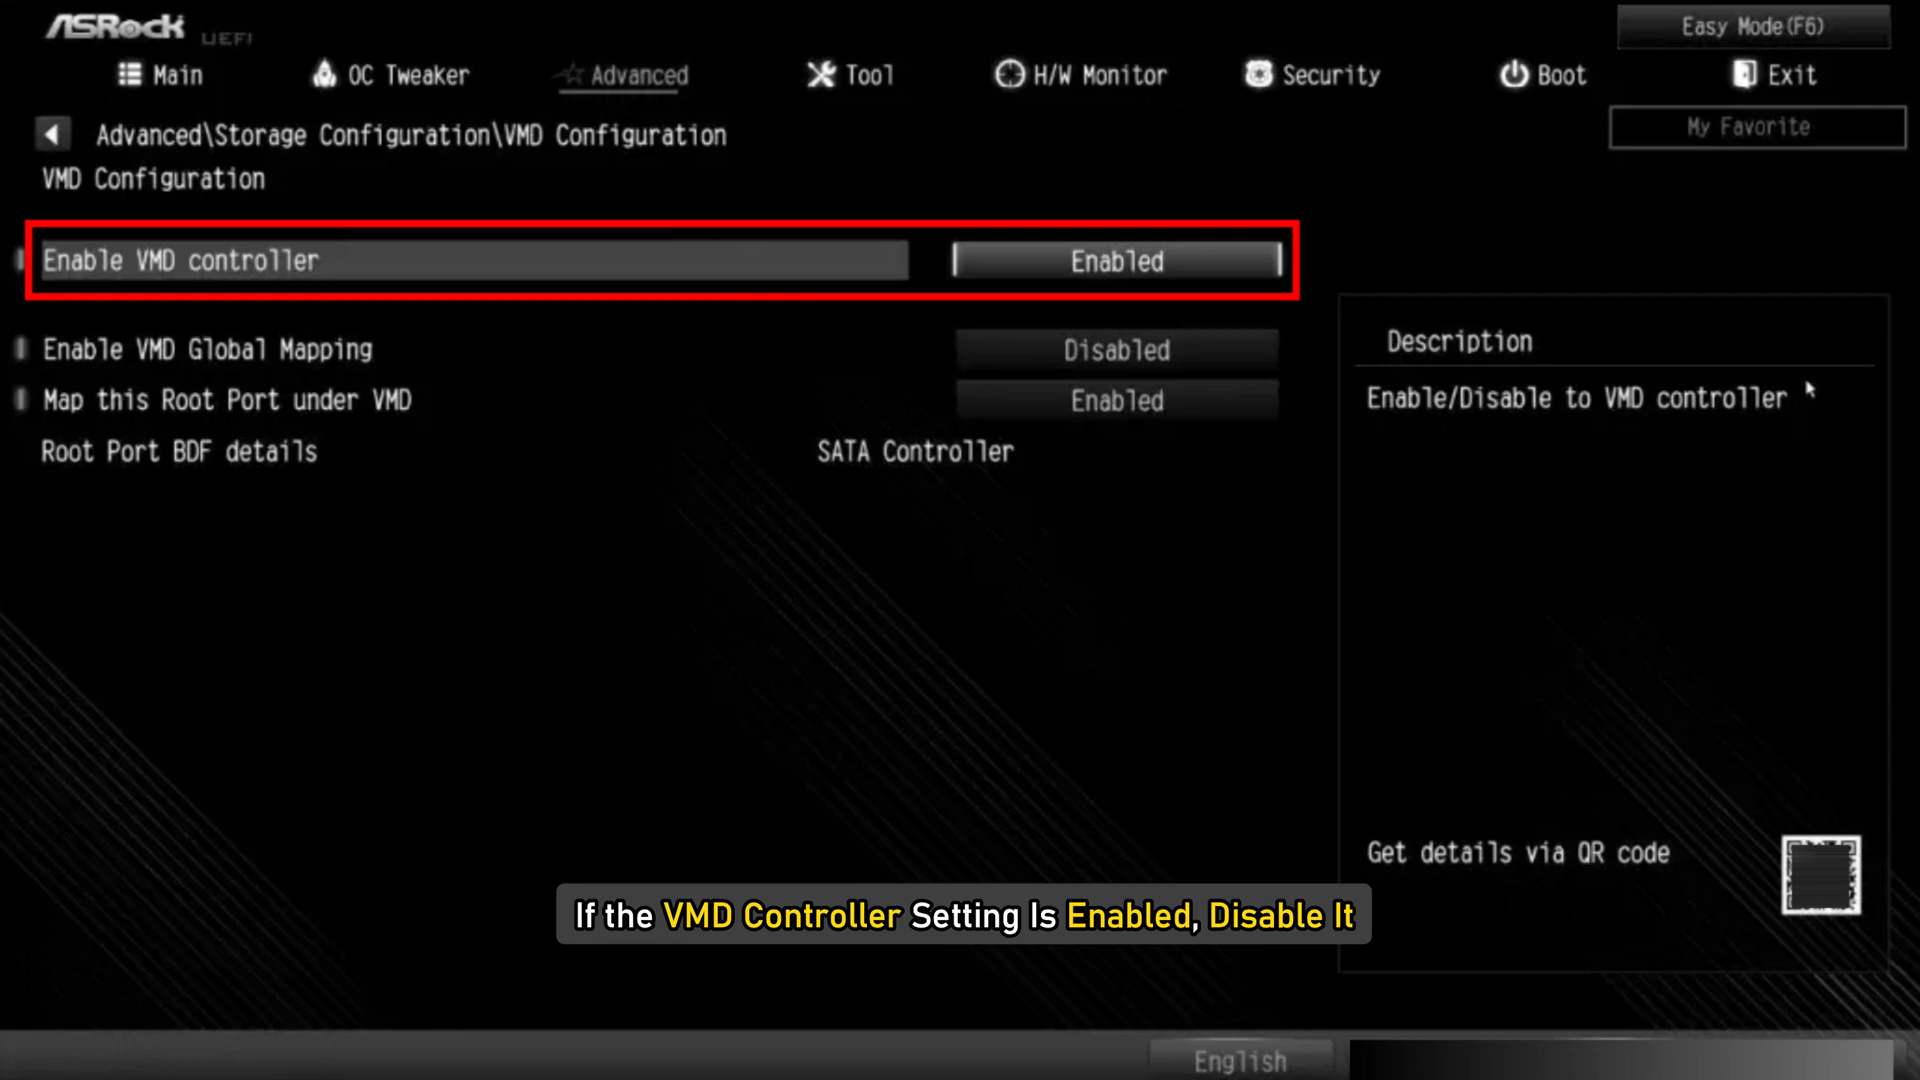 ASRock UEFI
Easy Mode(F6)
Main OC Tweaker Advanced Tool H/W Monitor Security Boot Exit
My Favorite
Advanced\Storage Configuration\VMD Configuration
VMD Configuration
Enable VMD controller Enabled
Enable VMD Global Mapping Disabled
Map this Root Port under VMD Enabled
Root Port BDF details SATA Controller
Description
Enable/Disable to VMD controller
Get details via QR code
If the VMD Controller Setting Is Enabled, Disable It
English